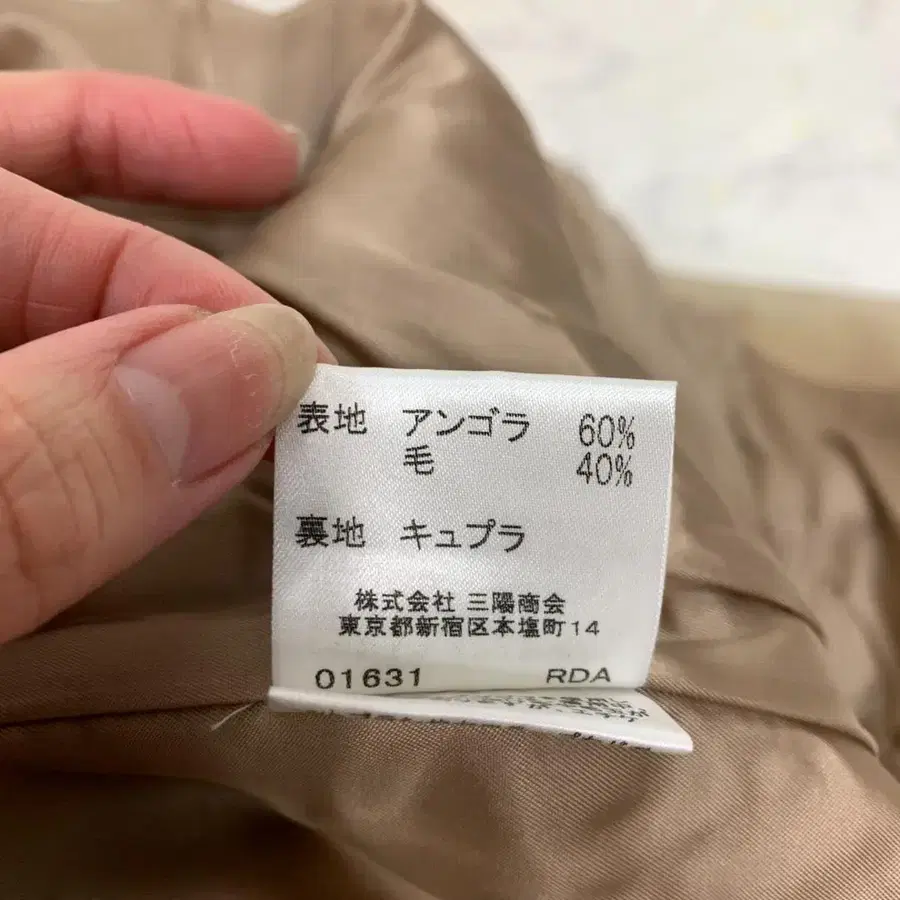 表地 アンゴラ 60%
毛 40%
裏地 キュプラ
株式会社 三陽商会
東京都新宿区本塩町14
01631 RDA